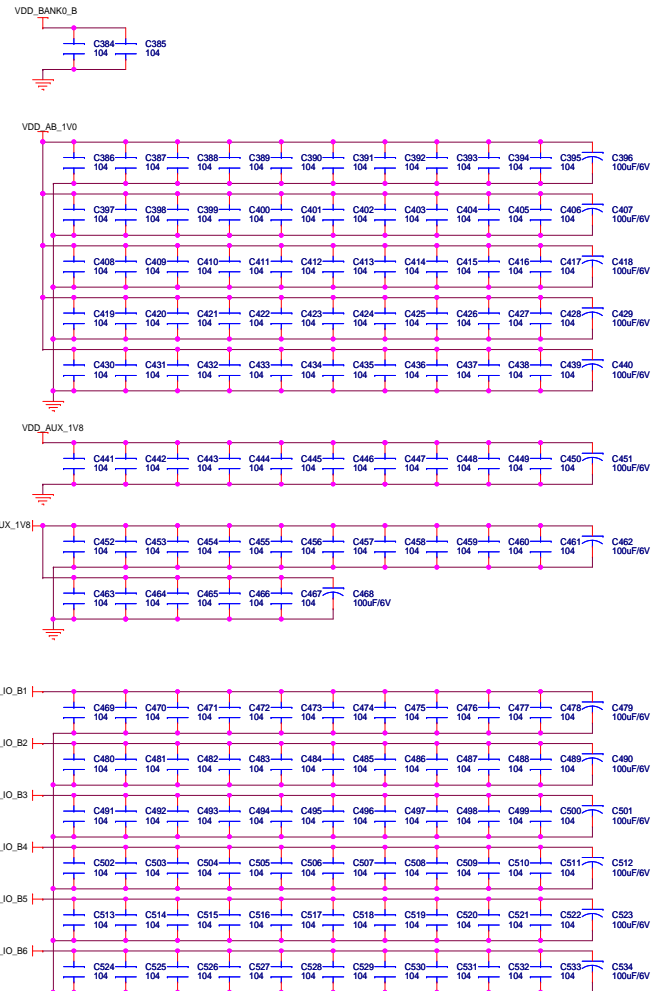 VDD_BANK0_B
C384 C385
104 104
VDD_AB_1V0
C386 C387 C388 C389 C390 C391 C392 C393 C394 C395 C396
104 104 104 104 104 104 104 104 104 104 100uF/6V
C397 C398 C399 C400 C401 C402 C403 C404 C405 C406 C407
104 104 104 104 104 104 104 104 104 104 100uF/6V
C408 C409 C410 C411 C412 C413 C414 C415 C416 C417 C418
104 104 104 104 104 104 104 104 104 104 100uF/6V
C419 C420 C421 C422 C423 C424 C425 C426 C427 C428 C429
104 104 104 104 104 104 104 104 104 104 100uF/6V
C430 C431 C432 C433 C434 C435 C436 C437 C438 C439 C440
104 104 104 104 104 104 104 104 104 104 100uF/6V
VDD_AUX_1V8
C441 C442 C443 C444 C445 C446 C447 C448 C449 C450 C451
104 104 104 104 104 104 104 104 104 104 100uF/6V
UX_1V8
C452 C453 C454 C455 C456 C457 C458 C459 C460 C461 C462
104 104 104 104 104 104 104 104 104 104 100uF/6V
C463 C464 C465 C466 C467 C468
104 104 104 104 104 100uF/6V
_IO_B1
C469 C470 C471 C472 C473 C474 C475 C476 C477 C478 C479
104 104 104 104 104 104 104 104 104 104 100uF/6V
_IO_B2
C480 C481 C482 C483 C484 C485 C486 C487 C488 C489 C490
104 104 104 104 104 104 104 104 104 104 100uF/6V
_IO_B3
C491 C492 C493 C494 C495 C496 C497 C498 C499 C500 C501
104 104 104 104 104 104 104 104 104 104 100uF/6V
_IO_B4
C502 C503 C504 C505 C506 C507 C508 C509 C510 C511 C512
104 104 104 104 104 104 104 104 104 104 100uF/6V
_IO_B5
C513 C514 C515 C516 C517 C518 C519 C520 C521 C522 C523
104 104 104 104 104 104 104 104 104 104 100uF/6V
_IO_B6
C524 C525 C526 C527 C528 C529 C530 C531 C532 C533 C534
104 104 104 104 104 104 104 104 104 104 100uF/6V